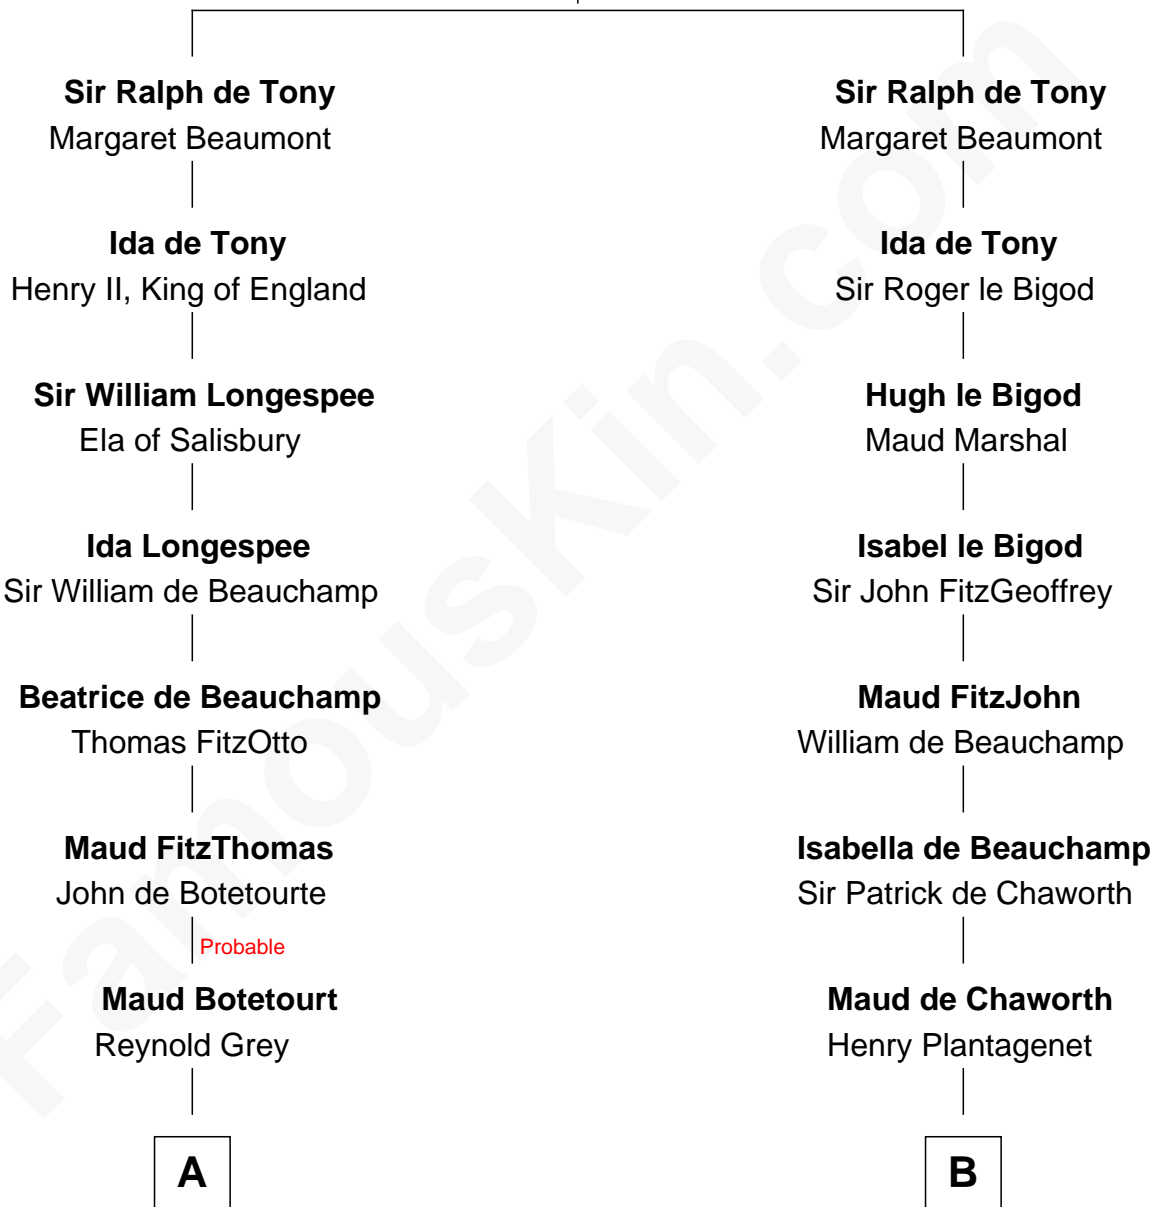 Sir Ralph de Tony
Margaret Beaumont
Ida de Tony
Henry II, King of England
Sir William Longespee
Ela of Salisbury
Ida Longespee
Sir William de Beauchamp
Beatrice de Beauchamp
Thomas FitzOtto
Maud FitzThomas
John de Botetourte
Probable
Maud Botetourt
Reynold Grey
A
Sir Ralph de Tony
Margaret Beaumont
Ida de Tony
Sir Roger le Bigod
Hugh le Bigod
Maud Marshal
Isabel le Bigod
Sir John FitzGeoffrey
Maud FitzJohn
William de Beauchamp
Isabella de Beauchamp
Sir Patrick de Chaworth
Maud de Chaworth
Henry Plantagenet
B
FamousKin.com